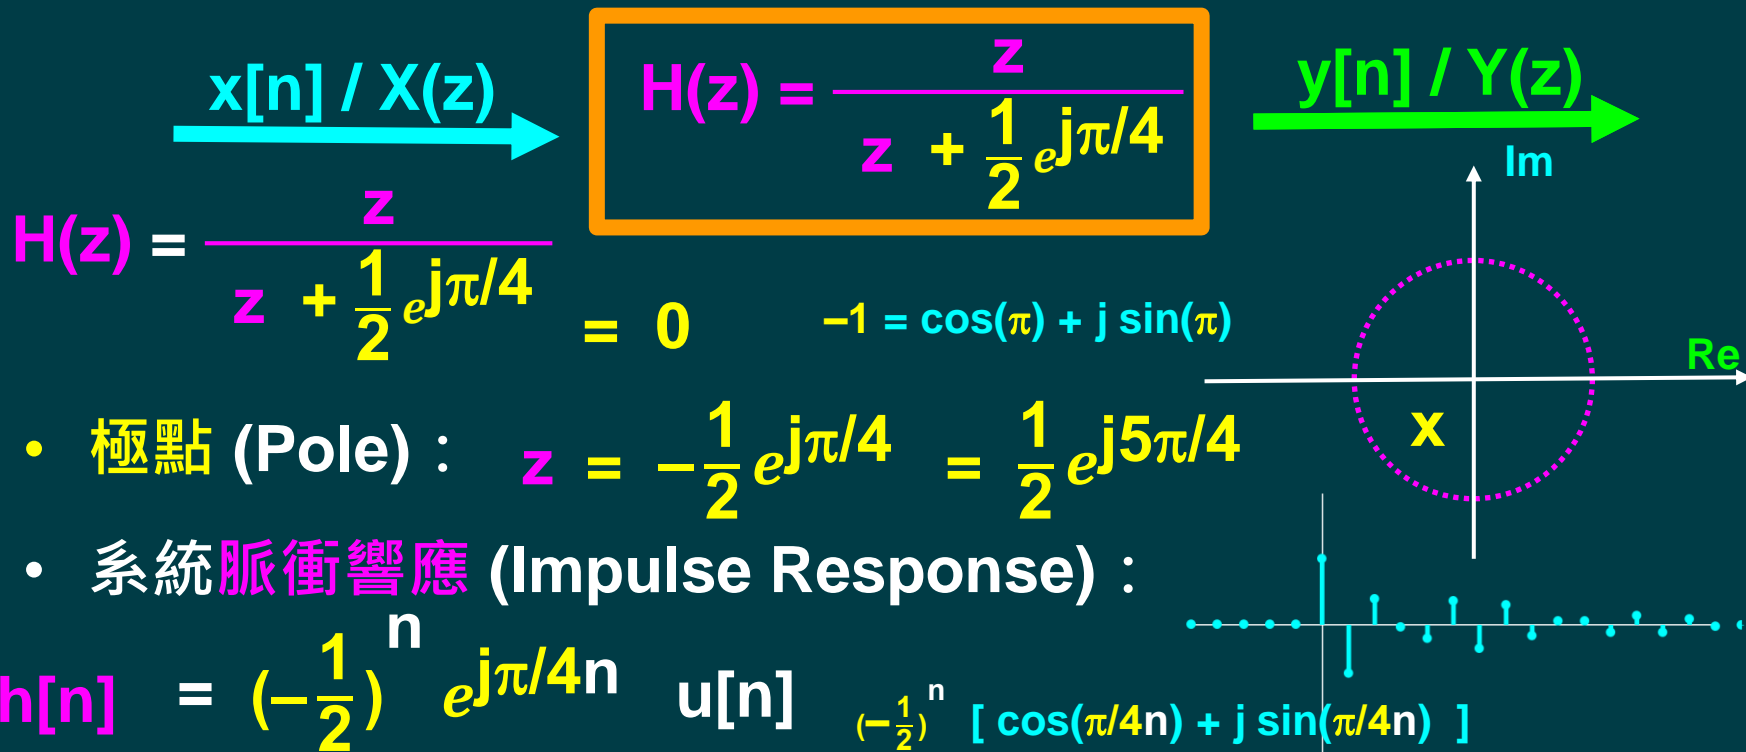 x[n] / X(z)
H(z) = z / (z + 1/2 e^jπ/4)
y[n] / Y(z)
Im
H(z) = z / (z + 1/2 e^jπ/4) = 0
–1 = cos(π) + j sin(π)
Re
x
• 極點 (Pole)： z = – 1/2 e^jπ/4 = 1/2 e^j5π/4
• 系統脈衝響應 (Impulse Response)：
h[n] = (– 1/2)^n e^jπ/4n u[n]
(– 1/2)^n [ cos(π/4n) + j sin(π/4n) ]